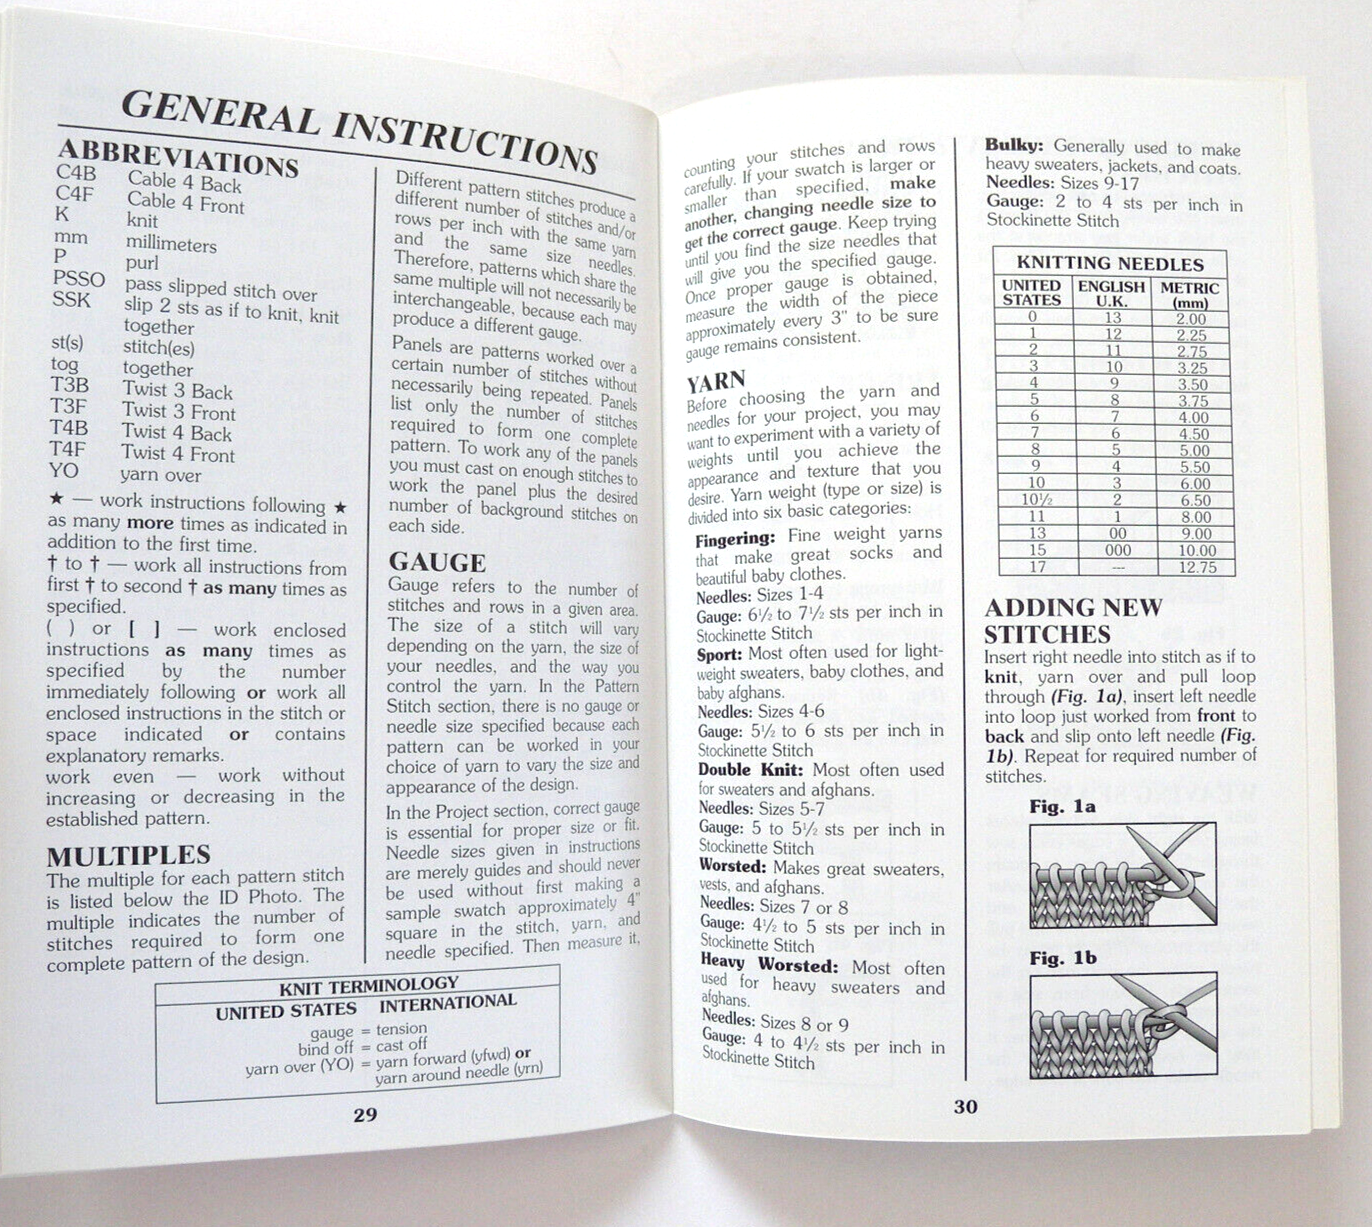 GENERAL INSTRUCTIONS
ABBREVIATIONS
C4B Cable 4 Back
C4F Cable 4 Front
K knit
mm millimeters
P purl
PSSO pass slipped stitch over
SSK slip 2 sts as if to knit, knit
together
st(s) stitch(es)
tog together
T3B Twist 3 Back
T3F Twist 3 Front
T4B Twist 4 Back
T4F Twist 4 Front
YO yarn over
★ — work instructions following ★
as many more times as indicated in
addition to the first time.
† to † — work all instructions from
first † to second † as many times as
specified.
( ) or [ ] — work enclosed
instructions as many times as
specified by the number
immediately following or work all
enclosed instructions in the stitch or
space indicated or contains
explanatory remarks.
work even — work without
increasing or decreasing in the
established pattern.
MULTIPLES
The multiple for each pattern stitch
is listed below the ID Photo. The
multiple indicates the number of
stitches required to form one
complete pattern of the design.
Different pattern stitches produce a
different number of stitches and/or
rows per inch with the same yarn
and the same size needles.
Therefore, patterns which share the
same multiple will not necessarily be
interchangeable, because each may
produce a different gauge.
Panels are patterns worked over a
certain number of stitches without
necessarily being repeated. Panels
list only the number of stitches
required to form one complete
pattern. To work any of the panels
you must cast on enough stitches to
work the panel plus the desired
number of background stitches on
each side.
GAUGE
Gauge refers to the number of
stitches and rows in a given area.
The size of a stitch will vary
depending on the yarn, the size of
your needles, and the way you
control the yarn. In the Pattern
Stitch section, there is no gauge or
needle size specified because each
pattern can be worked in your
choice of yarn to vary the size and
appearance of the design.
In the Project section, correct gauge
is essential for proper size or fit.
Needle sizes given in instructions
are merely guides and should never
be used without first making a
sample swatch approximately 4"
square in the stitch, yarn, and
needle specified. Then measure it,
KNIT TERMINOLOGY
UNITED STATES INTERNATIONAL
gauge = tension
bind off = cast off
yarn over (YO) = yarn forward (yfwd) or
yarn around needle (yrn)
29
counting your stitches and rows
carefully. If your swatch is larger or
smaller than specified, make
another, changing needle size to
get the correct gauge. Keep trying
until you find the size needles that
will give you the specified gauge.
Once proper gauge is obtained,
measure the width of the piece
approximately every 3" to be sure
gauge remains consistent.
YARN
Before choosing the yarn and
needles for your project, you may
want to experiment with a variety of
weights until you achieve the
appearance and texture that you
desire. Yarn weight (type or size) is
divided into six basic categories:
Fingering: Fine weight yarns
that make great socks and
beautiful baby clothes.
Needles: Sizes 1-4
Gauge: 6½ to 7½ sts per inch in
Stockinette Stitch
Sport: Most often used for light-
weight sweaters, baby clothes, and
baby afghans.
Needles: Sizes 4-6
Gauge: 5½ to 6 sts per inch in
Stockinette Stitch
Double Knit: Most often used
for sweaters and afghans.
Needles: Sizes 5-7
Gauge: 5 to 5½ sts per inch in
Stockinette Stitch
Worsted: Makes great sweaters,
vests, and afghans.
Needles: Sizes 7 or 8
Gauge: 4½ to 5 sts per inch in
Stockinette Stitch
Heavy Worsted: Most often
used for heavy sweaters and
afghans.
Needles: Sizes 8 or 9
Gauge: 4 to 4½ sts per inch in
Stockinette Stitch
Bulky: Generally used to make
heavy sweaters, jackets, and coats.
Needles: Sizes 9-17
Gauge: 2 to 4 sts per inch in
Stockinette Stitch
KNITTING NEEDLES
UNITED STATES ENGLISH U.K. METRIC (mm)
0 13 2.00
1 12 2.25
2 11 2.75
3 10 3.25
4 9 3.50
5 8 3.75
6 7 4.00
7 6 4.50
8 5 5.00
9 4 5.50
10 3 6.00
10½ 2 6.50
11 1 8.00
13 00 9.00
15 000 10.00
17 --- 12.75
ADDING NEW
STITCHES
Insert right needle into stitch as if to
knit, yarn over and pull loop
through (Fig. 1a), insert left needle
into loop just worked from front to
back and slip onto left needle (Fig.
1b). Repeat for required number of
stitches.
Fig. 1a
Fig. 1b
30